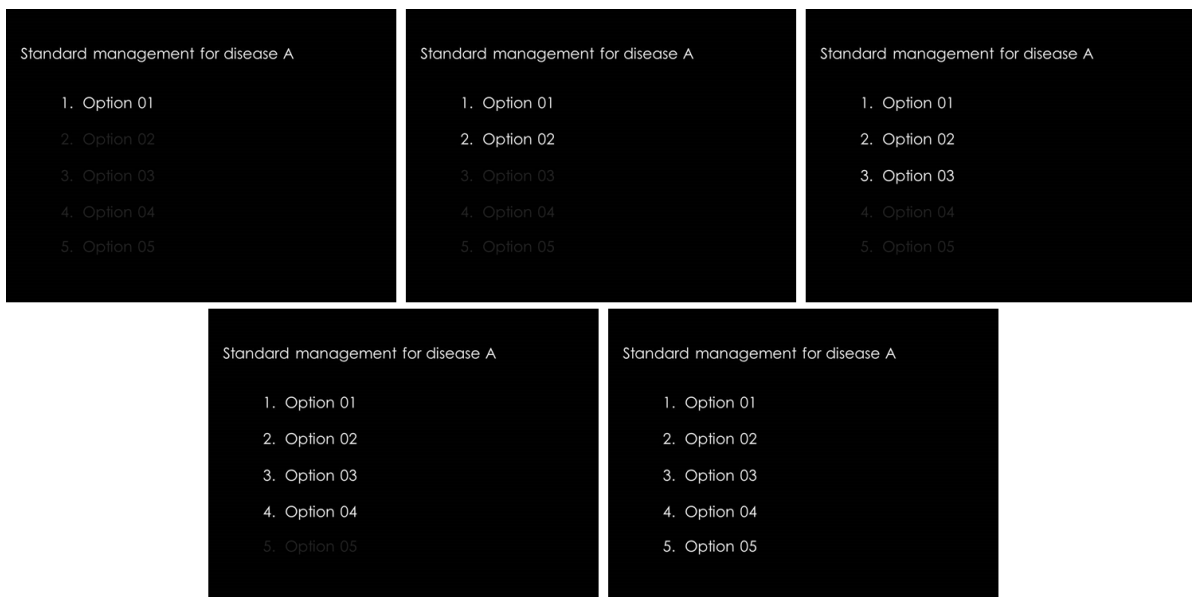 Standard management for disease A
1. Option 01
2. Option 02
3. Option 03
4. Option 04
5. Option 05
Standard management for disease A
1. Option 01
2. Option 02
3. Option 03
4. Option 04
5. Option 05
Standard management for disease A
1. Option 01
2. Option 02
3. Option 03
4. Option 04
5. Option 05
Standard management for disease A
1. Option 01
2. Option 02
3. Option 03
4. Option 04
5. Option 05
Standard management for disease A
1. Option 01
2. Option 02
3. Option 03
4. Option 04
5. Option 05